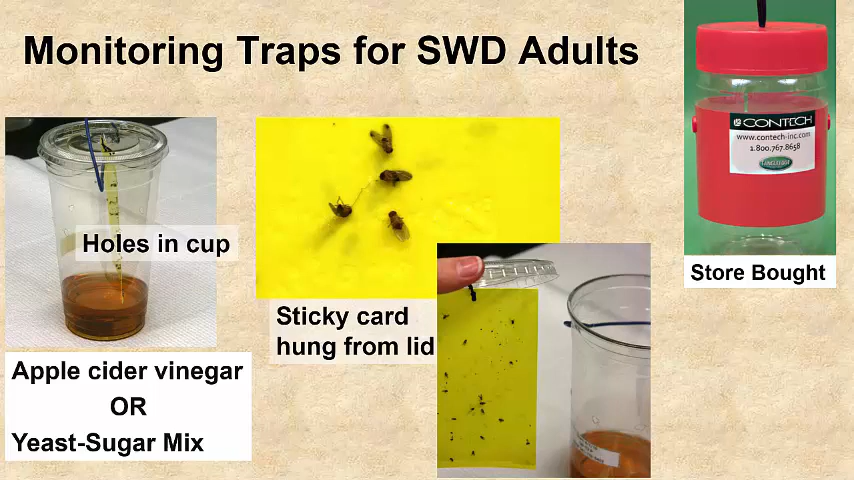 Monitoring Traps for SWD Adults
CONTECH
www.contech-inc.com
1.800.767.8658
Holes in cup
Store Bought
Sticky card
hung from lid
Apple cider vinegar
OR
Yeast-Sugar Mix